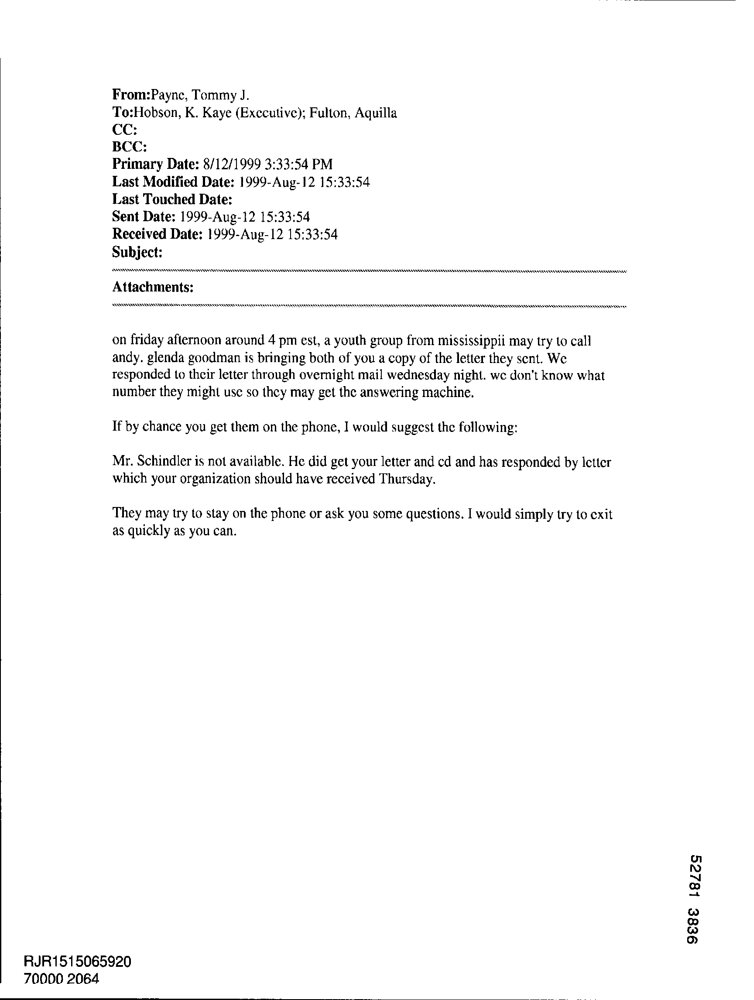 From:Payne, Tommy J.
To:Hobson, K. Kaye (Executive); Fulton, Aquilla
CC:
BCC:
Primary Date: 8/12/1999 3:33:54 PM
Last Modified Date: 1999-Aug-12 15:33:54
Last Touched Date:
Sent Date: 1999-Aug-12 15:33:54
Received Date: 1999-Aug-12 15:33:54
Subject:
Attachments:
on friday afternoon around 4 pm est, a youth group from mississippii may try to call
andy. glenda goodman is bringing both of you a copy of the letter they sent. We
responded to their letter through overnight mail wednesday night. we don't know what
number they might use so they may get the answering machine.
If by chance you get them on the phone, I would suggest the following:
Mr. Schindler is not available. He did get your letter and cd and has responded by letter
which your organization should have received Thursday.
They may try to stay on the phone or ask you some questions. I would simply try to exit
as quickly as you can.
52781 3836
RJR1515065920
70000 2064